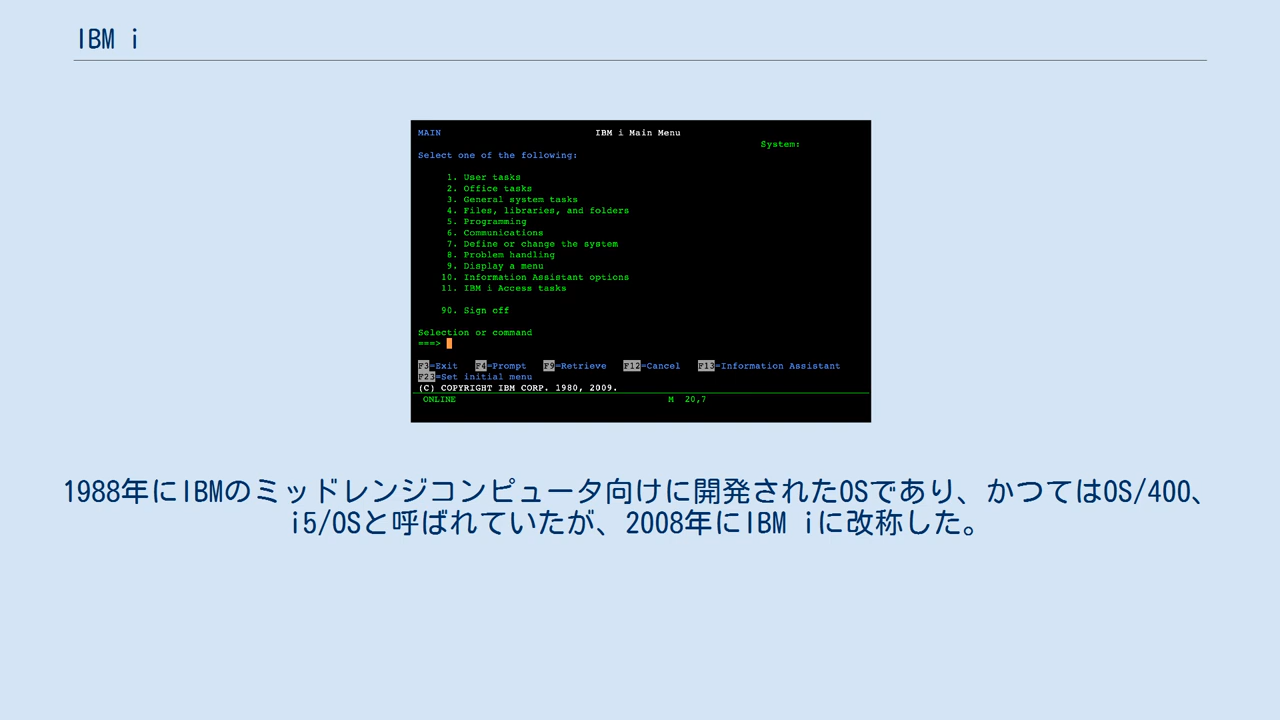 IBM i
MAIN IBM i Main Menu
System:
Select one of the following:
1. User tasks
2. Office tasks
3. General system tasks
4. Files, libraries, and folders
5. Programming
6. Communications
7. Define or change the system
8. Problem handling
9. Display a menu
10. Information Assistant options
11. IBM i Access tasks
90. Sign off
Selection or command
===>
F3=Exit F4=Prompt F9=Retrieve F12=Cancel F13=Information Assistant
F23=Set initial menu
(C) COPYRIGHT IBM CORP. 1980, 2009.
ONLINE M 20,7
1988年にIBMのミッドレンジコンピュータ向けに開発されたOSであり、かつてはOS/400、
i5/OSと呼ばれていたが、2008年にIBM iに改称した。